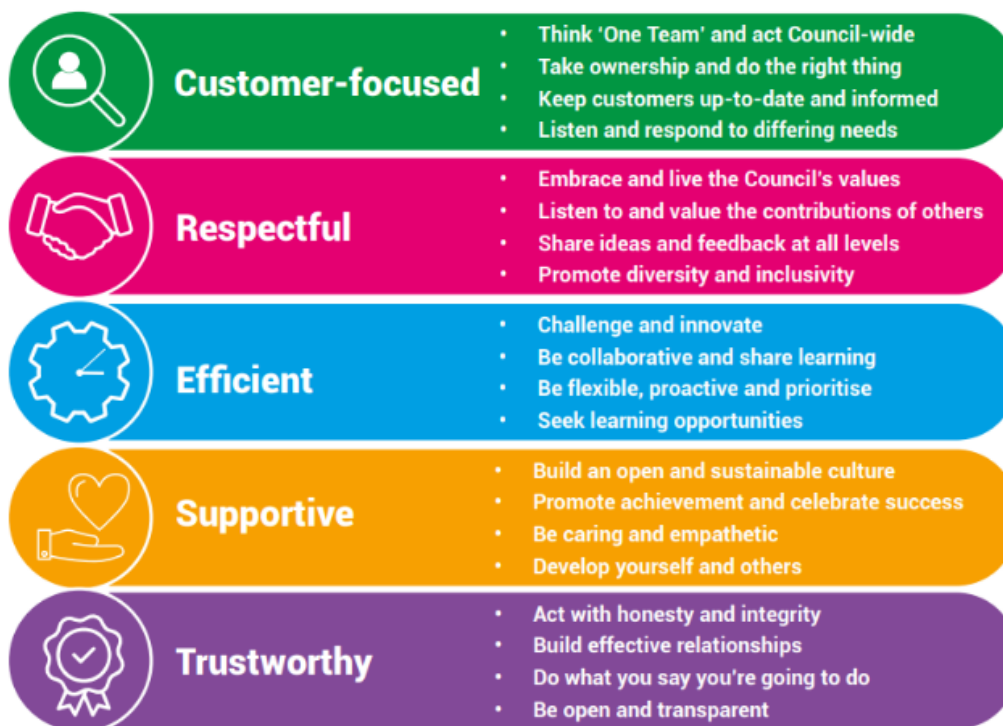 Customer-focused
• Think ‘One Team’ and act Council-wide
• Take ownership and do the right thing
• Keep customers up-to-date and informed
• Listen and respond to differing needs
Respectful
• Embrace and live the Council’s values
• Listen to and value the contributions of others
• Share ideas and feedback at all levels
• Promote diversity and inclusivity
Efficient
• Challenge and innovate
• Be collaborative and share learning
• Be flexible, proactive and prioritise
• Seek learning opportunities
Supportive
• Build an open and sustainable culture
• Promote achievement and celebrate success
• Be caring and empathetic
• Develop yourself and others
Trustworthy
• Act with honesty and integrity
• Build effective relationships
• Do what you say you’re going to do
• Be open and transparent